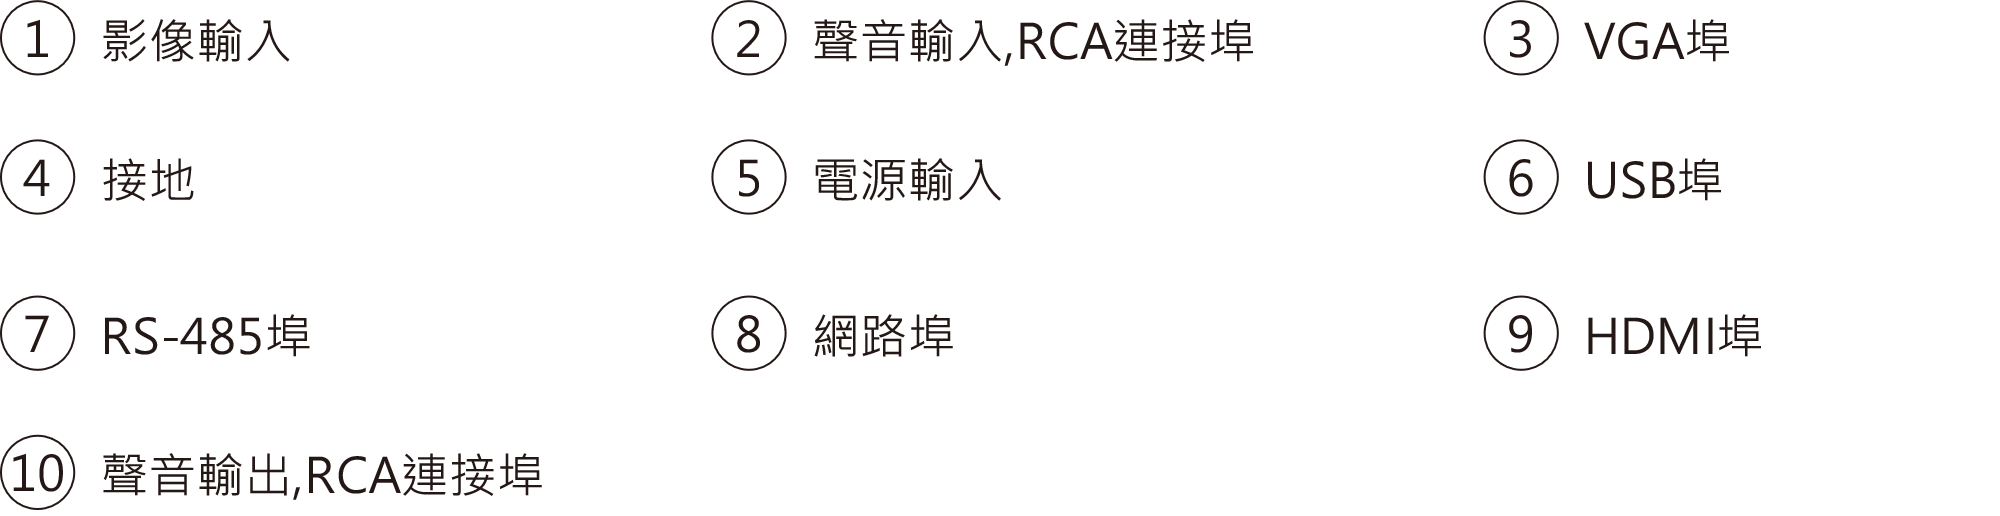 ① 影像輸入 ② 聲音輸入,RCA連接埠 ③ VGA埠
④ 接地 ⑤ 電源輸入 ⑥ USB埠
⑦ RS-485埠 ⑧ 網路埠 ⑨ HDMI埠
⑩ 聲音輸出,RCA連接埠